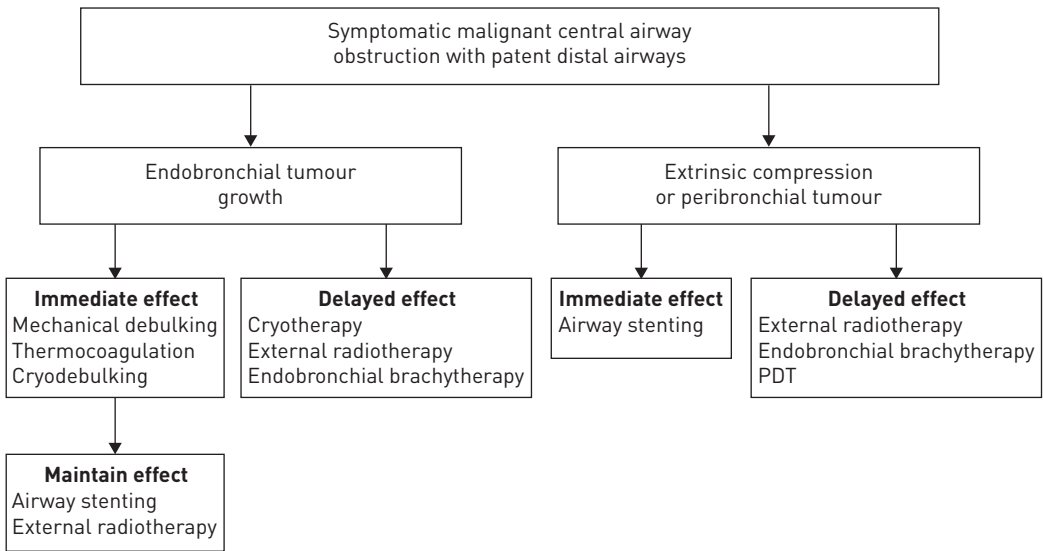 Symptomatic malignant central airway
obstruction with patent distal airways
Endobronchial tumour
growth
Extrinsic compression
or peribronchial tumour
Immediate effect
Mechanical debulking
Thermocoagulation
Cryodebulking
Delayed effect
Cryotherapy
External radiotherapy
Endobronchial brachytherapy
Immediate effect
Airway stenting
Delayed effect
External radiotherapy
Endobronchial brachytherapy
PDT
Maintain effect
Airway stenting
External radiotherapy